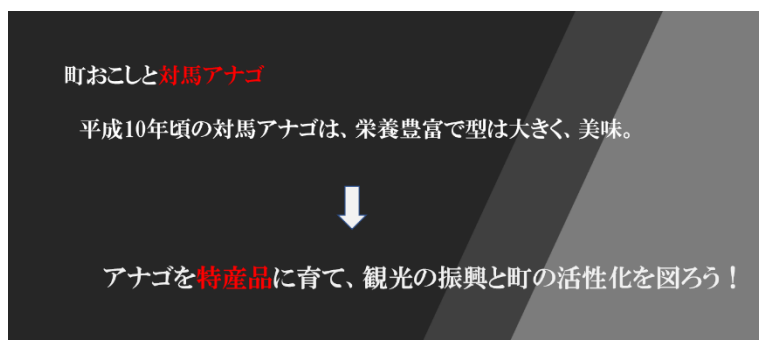 町おこしと対馬アナゴ
平成10年頃の対馬アナゴは、栄養豊富で型は大きく、美味。
アナゴを特産品に育て、観光の振興と町の活性化を図ろう！